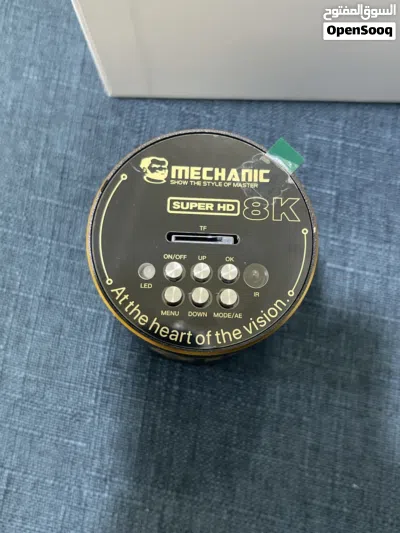 السوق المفتوح
OpenSooq
MECHANIC
SHOW THE STYLE OF MASTER
SUPER HD 8K
TF
ON/OFF UP OK
LED IR
MENU DOWN MODE/AE
At the heart of the vision.